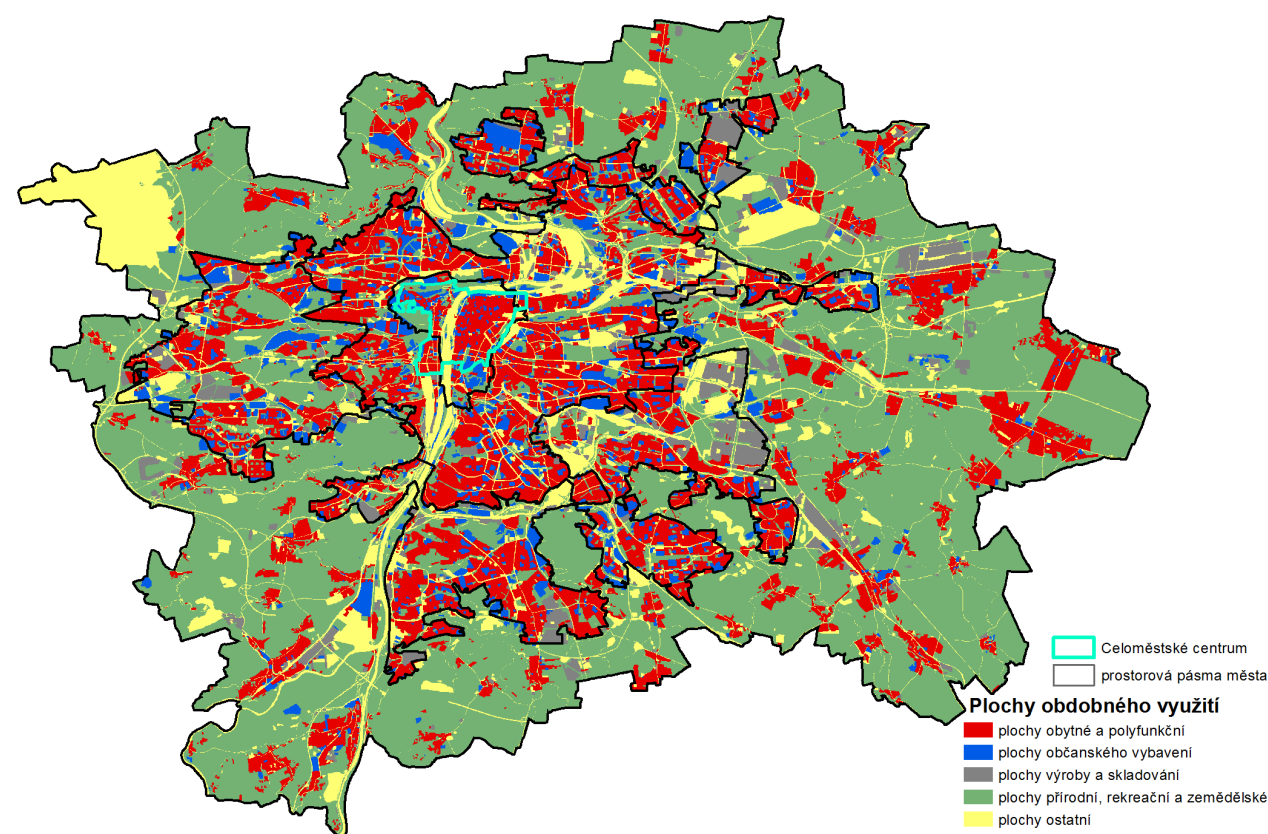 Celoměstské centrum
prostorová pásma města
Plochy obdobného využití
plochy obytné a polyfunkční
plochy občanského vybavení
plochy výroby a skladování
plochy přírodní, rekreační a zemědělské
plochy ostatní